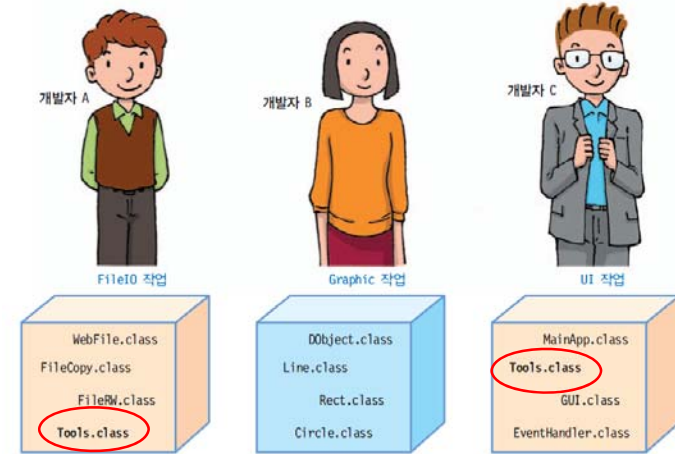 개발자 A
개발자 B
개발자 C
FileIO 작업
Graphic 작업
UI 작업
WebFile.class
FileCopy.class
FileRW.class
Tools.class
DObject.class
Line.class
Rect.class
Circle.class
MainApp.class
Tools.class
GUI.class
EventHandler.class